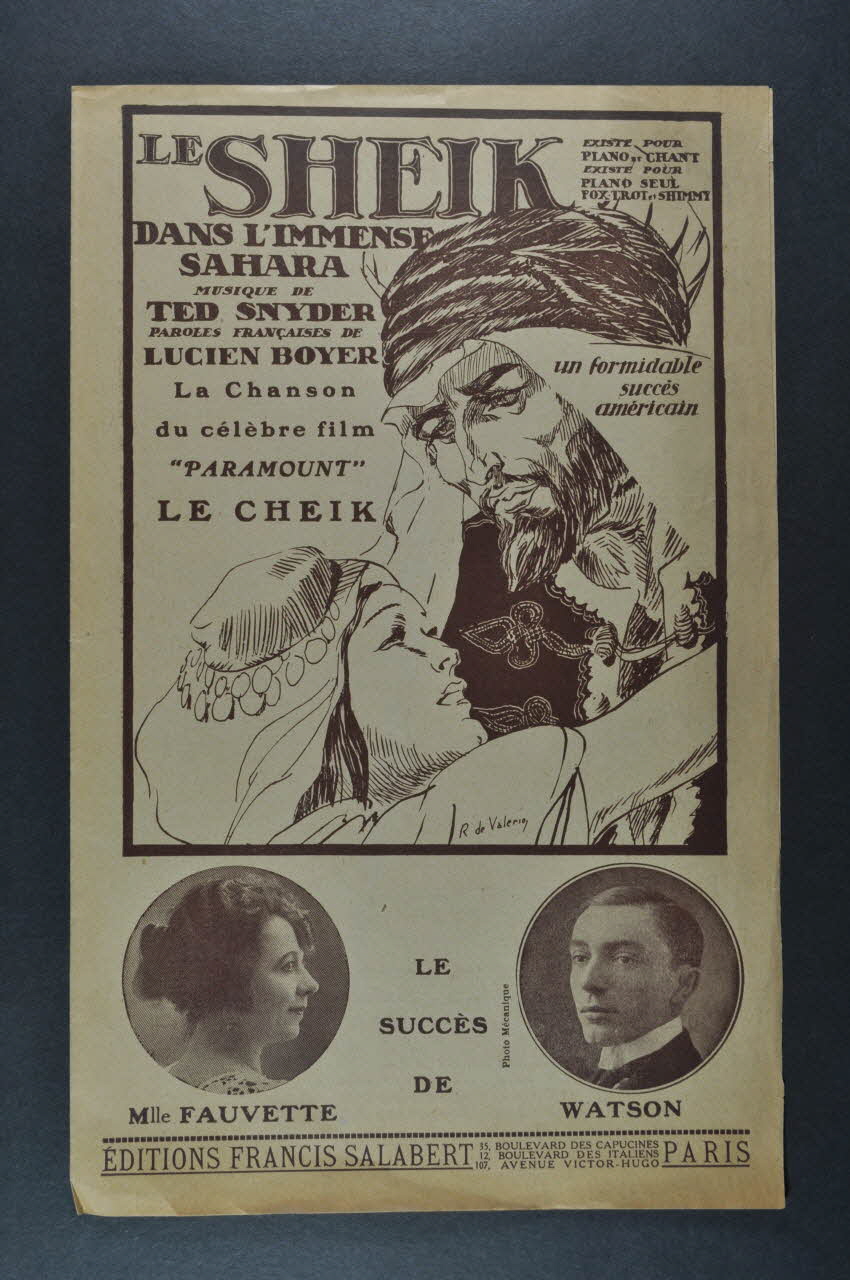 LE SHEIK
EXISTE POUR
PIANO ET CHANT
EXISTE POUR
PIANO SEUL
FOX-TROT et SHIMMY
DANS L'IMMENSE
SAHARA
MUSIQUE DE
TED SNYDER
PAROLES FRANÇAISES DE
LUCIEN BOYER
La Chanson
du célèbre film
"PARAMOUNT"
LE CHEIK
un formidable
succès
américain
R de Valerio
LE
SUCCÈS
DE
Photo Mécanique
Mlle FAUVETTE
WATSON
ÉDITIONS FRANCIS SALABERT
35, BOULEVARD DES CAPUCINES
12, BOULEVARD DES ITALIENS
107, AVENUE VICTOR-HUGO
PARIS